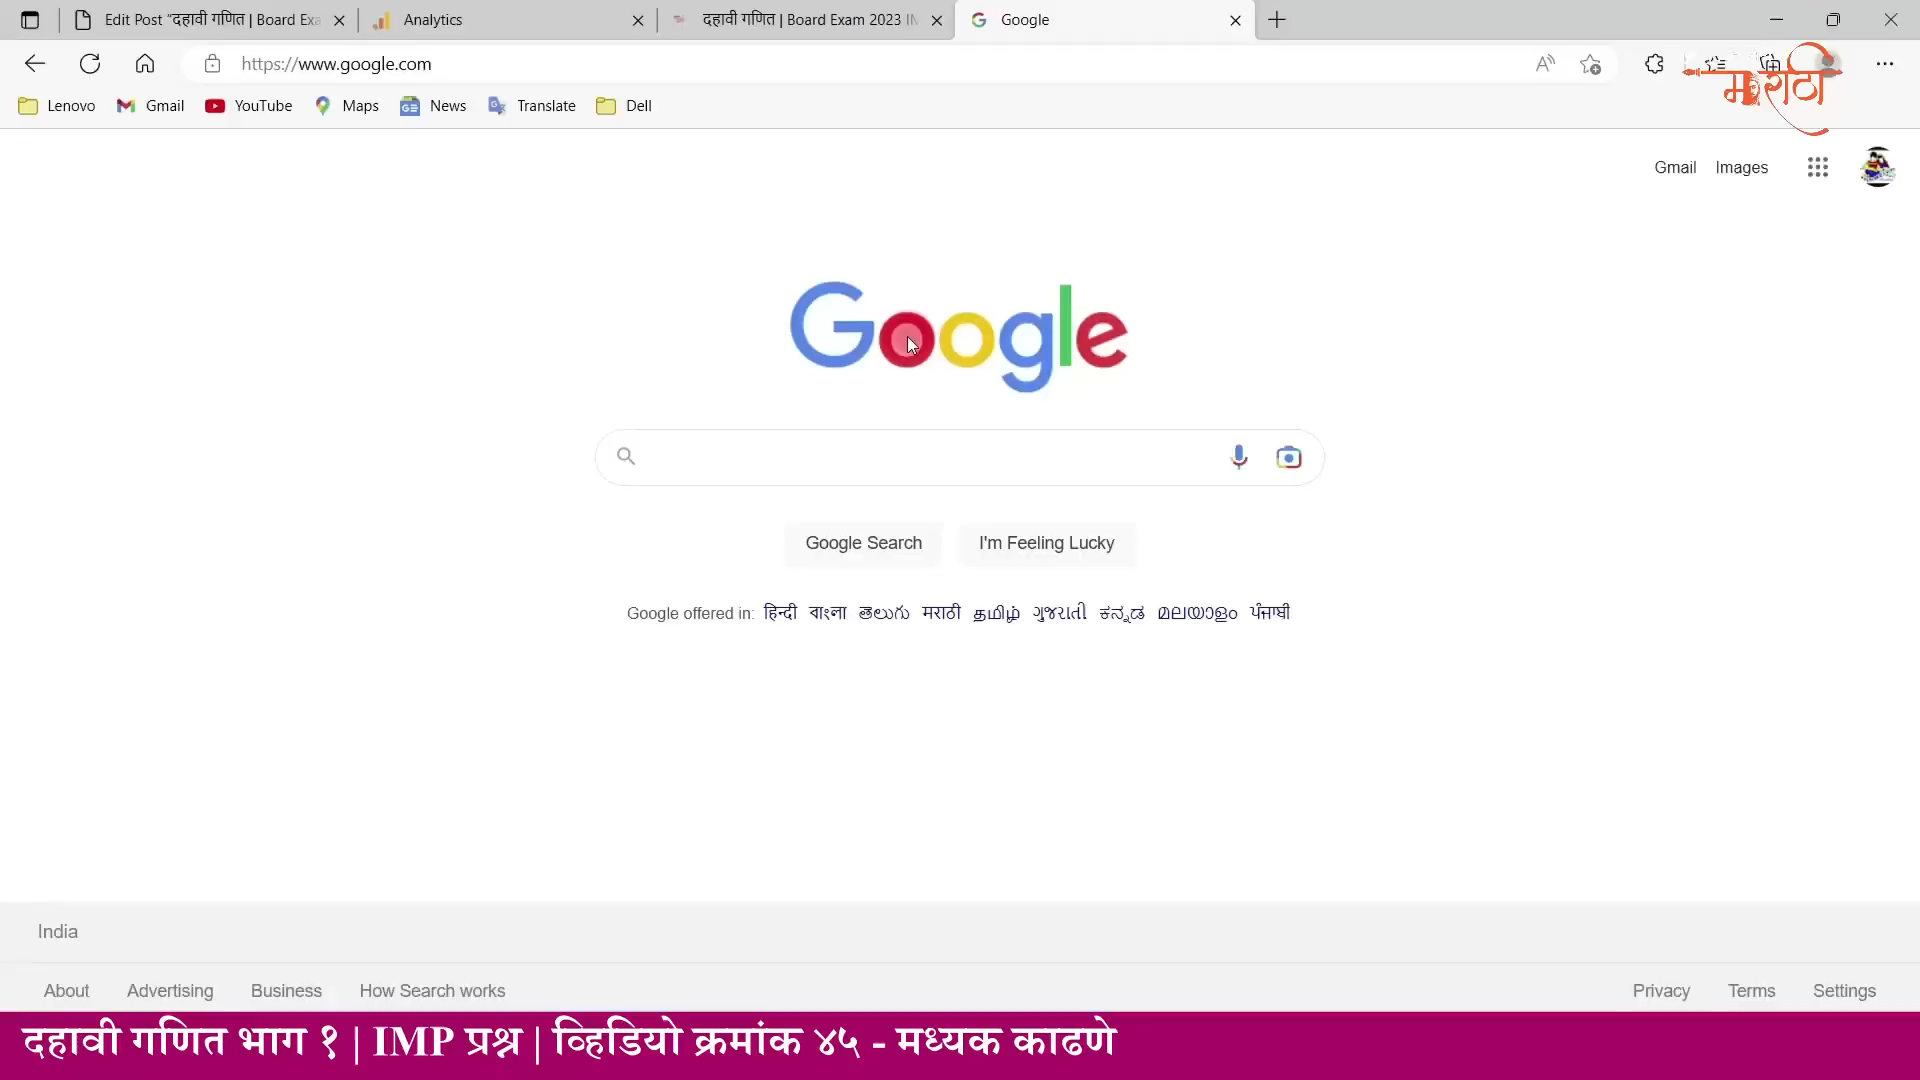 Edit Post “दहावी गणित | Board Exa
Analytics
दहावी गणित | Board Exam 2023 IM
Google
https://www.google.com
Lenovo
Gmail
YouTube
Maps
News
Translate
Dell
मराठी
Gmail
Images
Google
Google Search
I'm Feeling Lucky
Google offered in: हिन्दी বাংলা తెలుగు मराठी தமிழ் ગુજરાતી ಕನ್ನಡ മലയാളം ਪੰਜਾਬੀ
India
About
Advertising
Business
How Search works
Privacy
Terms
Settings
दहावी गणित भाग १ | IMP प्रश्न | व्हिडियो क्रमांक ४५ - मध्यक काढणे